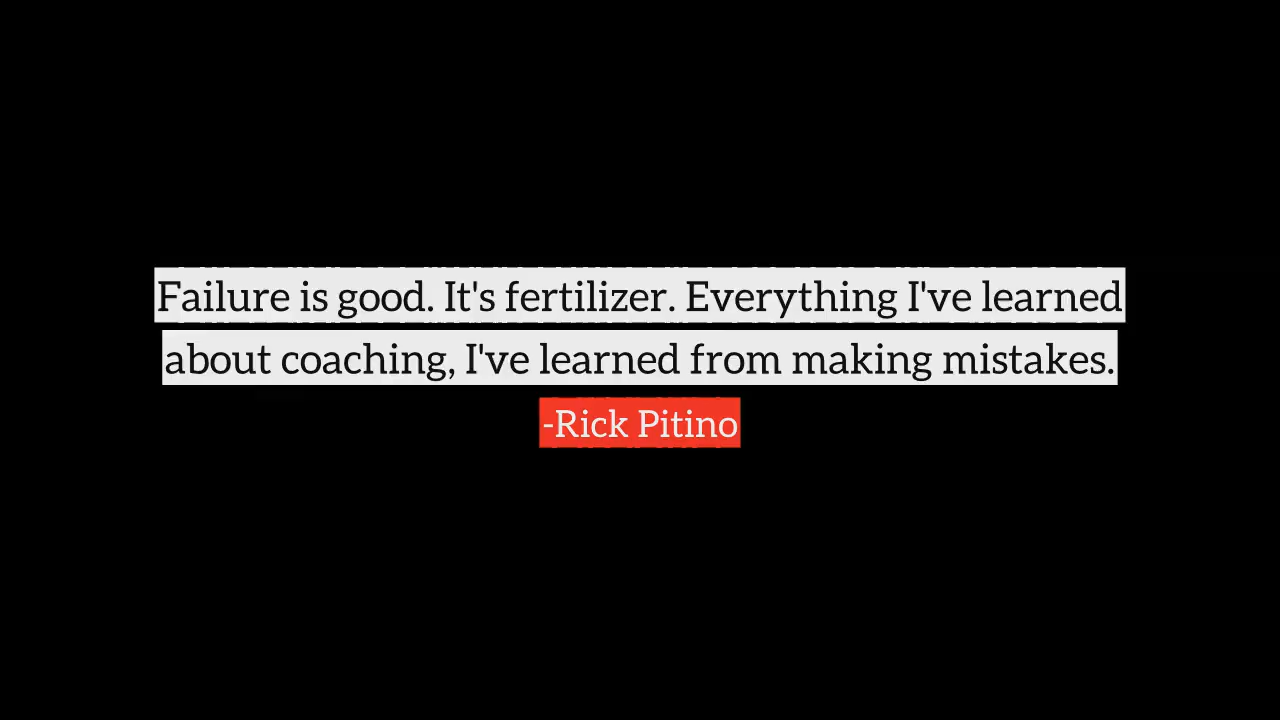 Failure is good. It's fertilizer. Everything I've learned
about coaching, I've learned from making mistakes.
-Rick Pitino